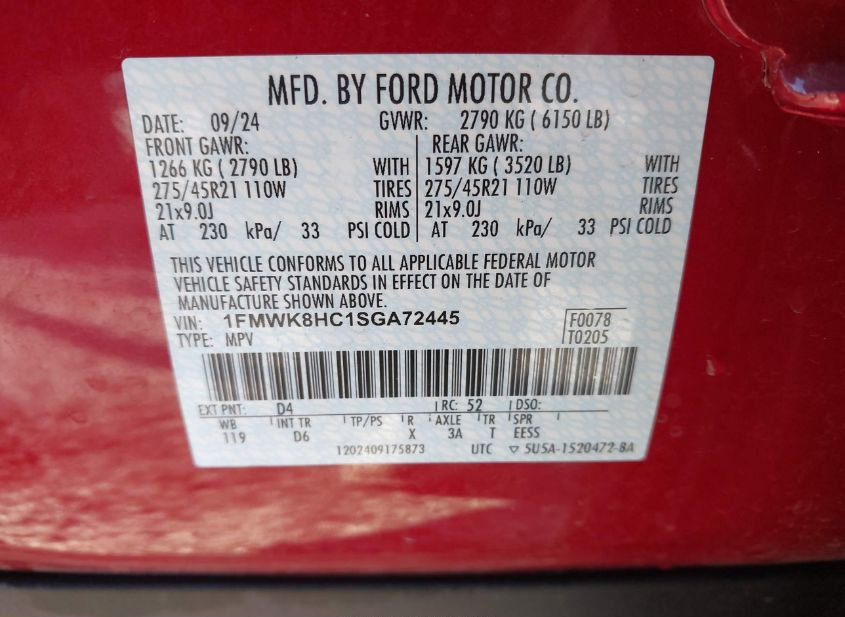 MFD. BY FORD MOTOR CO.
DATE: 09/24 GVWR: 2790 KG ( 6150 LB)
FRONT GAWR: REAR GAWR:
1266 KG ( 2790 LB) WITH 1597 KG ( 3520 LB) WITH
275/45R21 110W TIRES 275/45R21 110W TIRES
21x9.0J RIMS 21x9.0J RIMS
AT 230 kPa/ 33 PSI COLD AT 230 kPa/ 33 PSI COLD
THIS VEHICLE CONFORMS TO ALL APPLICABLE FEDERAL MOTOR
VEHICLE SAFETY STANDARDS IN EFFECT ON THE DATE OF
MANUFACTURE SHOWN ABOVE.
VIN: 1FMWK8HC1SGA72445 F0078
TYPE: MPV T0205
EXT PNT: D4 RC: 52 DSO:
WB INT TR TP/PS R AXLE TR SPR
119 D6 X 3A T EESS
1202409175873 UTC ▽ 5U5A-1520472-BA